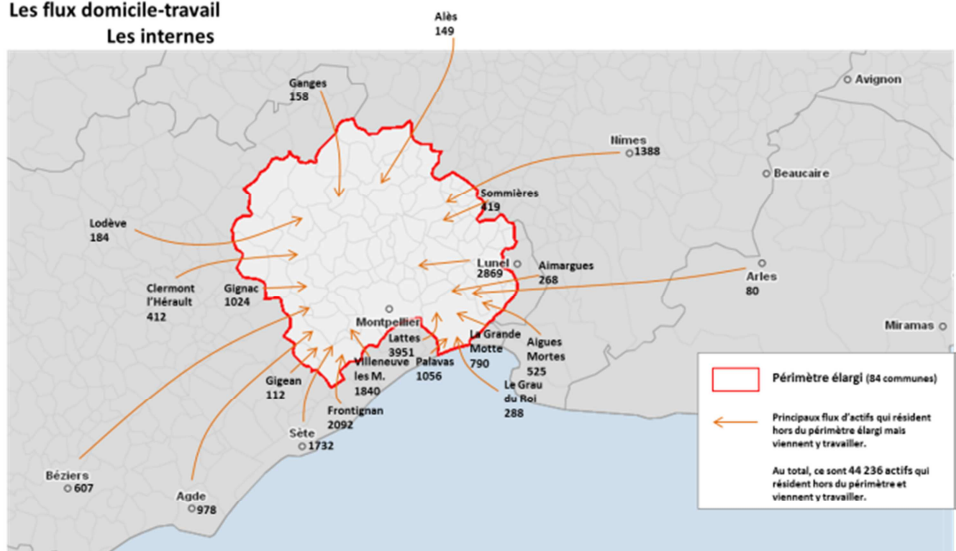 Les flux domicile-travail
Les internes
Alès
149
Ganges
158
Avignon
Nîmes
1388
Beaucaire
Sommières
419
Lodève
184
Lunel
2869
Aimargues
268
Arles
80
Clermont
l'Hérault
412
Gignac
1024
Montpellier
Miramas
Lattes
3951
La Grande
Motte
790
Aigues
Mortes
525
Villeneuve
les M.
1840
Palavas
1056
Gigean
112
Le Grau
du Roi
288
Frontignan
2092
Sète
1732
Béziers
607
Agde
978
Périmètre élargi (84 communes)
Principaux flux d'actifs qui résident
hors du périmètre élargi mais
viennent y travailler.
Au total, ce sont 44 236 actifs qui
résident hors du périmètre et
viennent y travailler.